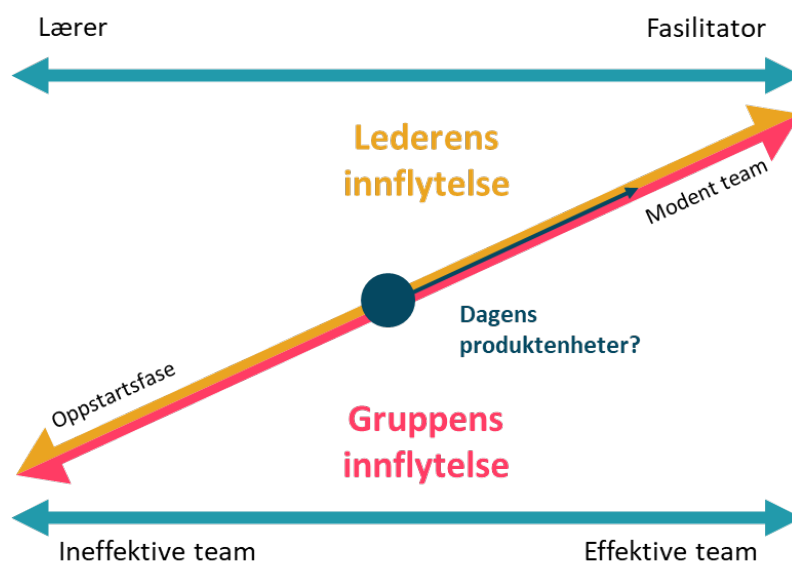 Lærer
Fasilitator
Lederens
innflytelse
Modent team
Dagens
produktenheter?
Oppstartsfase
Gruppens
innflytelse
Ineffektive team
Effektive team